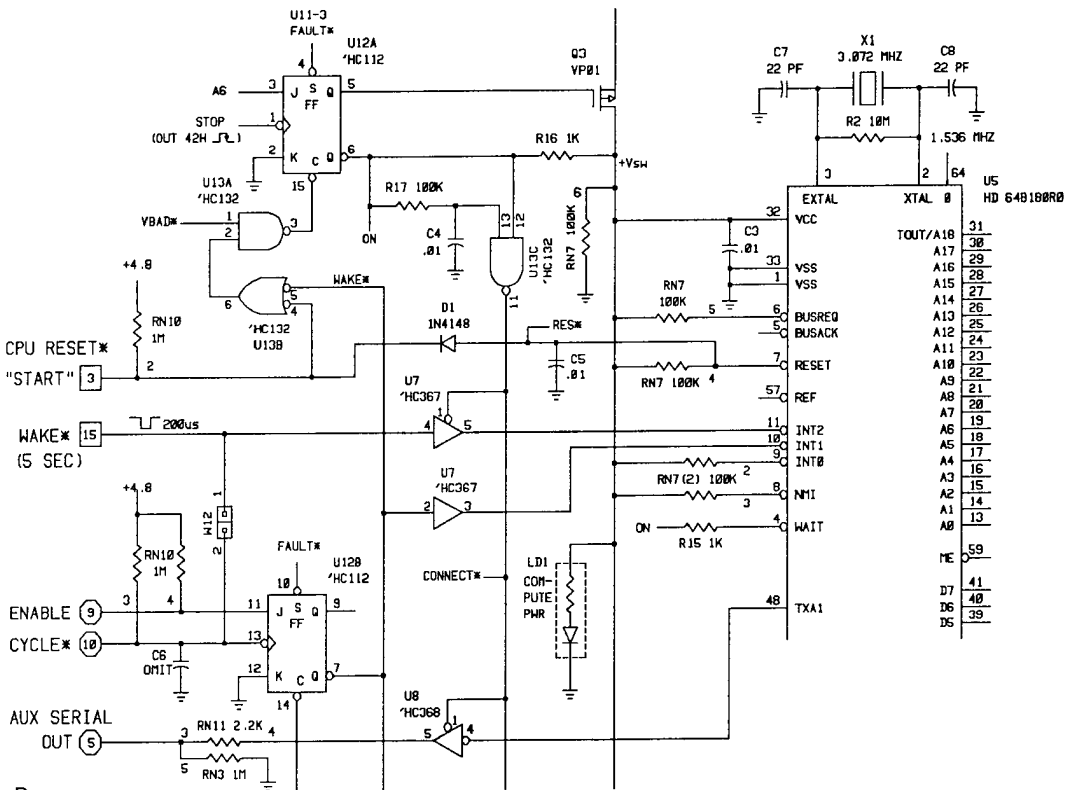 U11-3
FAULT*
U12A
'HC112
4
A6
3
J S Q
5
FF
STOP
(OUT 42H
1
2
K C Q
6
15
U13A
'HC132
VBAD*
1
2
3
Q3
VP01
R16 1K
+Vsw
R17 100K
C4
.01
ON
13
12
U13C
'HC132
11
6
RN7 100K
WAKE*
+4.8
RN10
1M
6
5
4
'HC132
U13B
CPU RESET*
"START" 3
2
D1
1N4148
RES*
C5
.01
RN7
100K
5
RN7 100K
4
C7
22 PF
X1
3.072 MHZ
C8
22 PF
R2 10M
1.536 MHZ
3
2
64
U5
HD 64B180R0
EXTAL
XTAL 0
32
VCC
C3
.01
33
VSS
1
VSS
6
BUSREQ
5
BUSACK
7
RESET
57
REF
11
INT2
10
INT1
9
INT0
8
NMI
4
WAIT
48
TXA1
TOUT/A18 31
A17 30
A16 29
A15 28
A14 27
A13 26
A12 25
A11 24
A10 23
A9 22
A8 21
A7 20
A6 19
A5 18
A4 17
A3 16
A2 15
A1 14
A0 13
ME 59
D7 41
D6 40
D5 39
U7
'HC367
1
4
5
WAKE* 15
200us
(5 SEC)
U7
'HC367
2
3
RN7(2) 100K
2
3
ON
R15 1K
+4.8
1
W12
2
RN10
1M
3
4
FAULT*
U12B
'HC112
10
ENABLE 9
11
J S Q
9
FF
CYCLE* 10
13
C6
OMIT
12
K C Q
7
14
CONNECT*
LD1
COM-
PUTE
PWR
U8
'HC368
1
5
4
AUX SERIAL
OUT 5
3
RN11 2.2K
4
5
RN3 1M